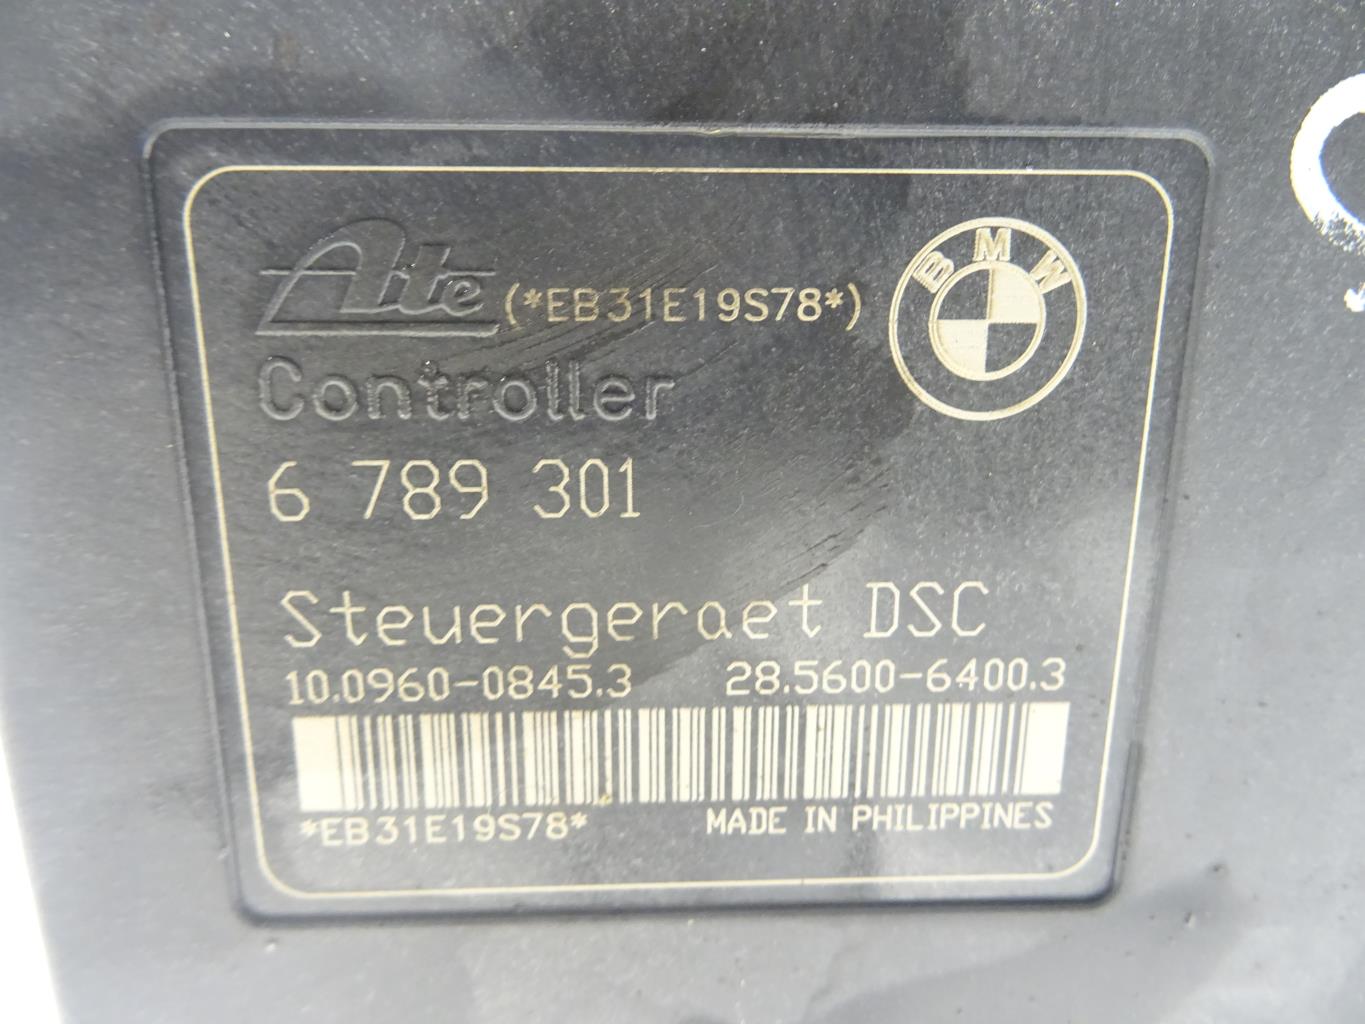 Ate (*EB31E19S78*)
BMW
Controller
6 789 301
Steuergeraet DSC
10.0960-0845.3 28.5600-6400.3
*EB31E19S78* MADE IN PHILIPPINES